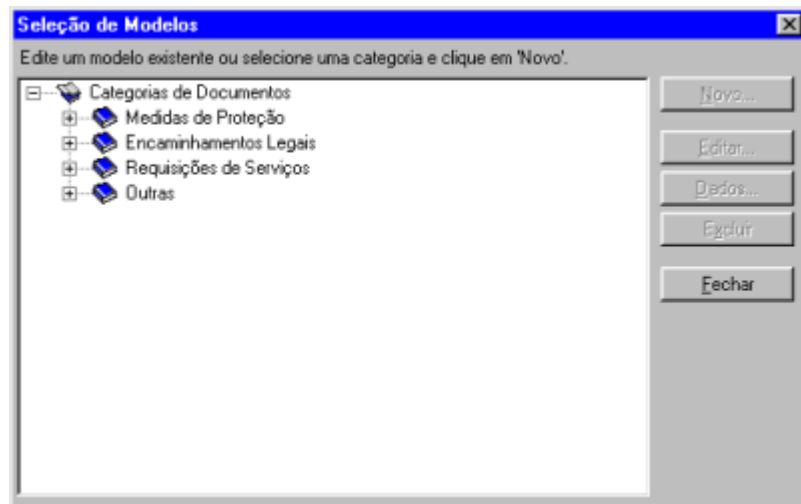 Seleção de Modelos
Edite um modelo existente ou selecione uma categoria e clique em 'Novo'.
Categorias de Documentos
Medidas de Proteção
Encaminhamentos Legais
Requisições de Serviços
Outras
Novo...
Editar...
Dados...
Excluir
Fechar